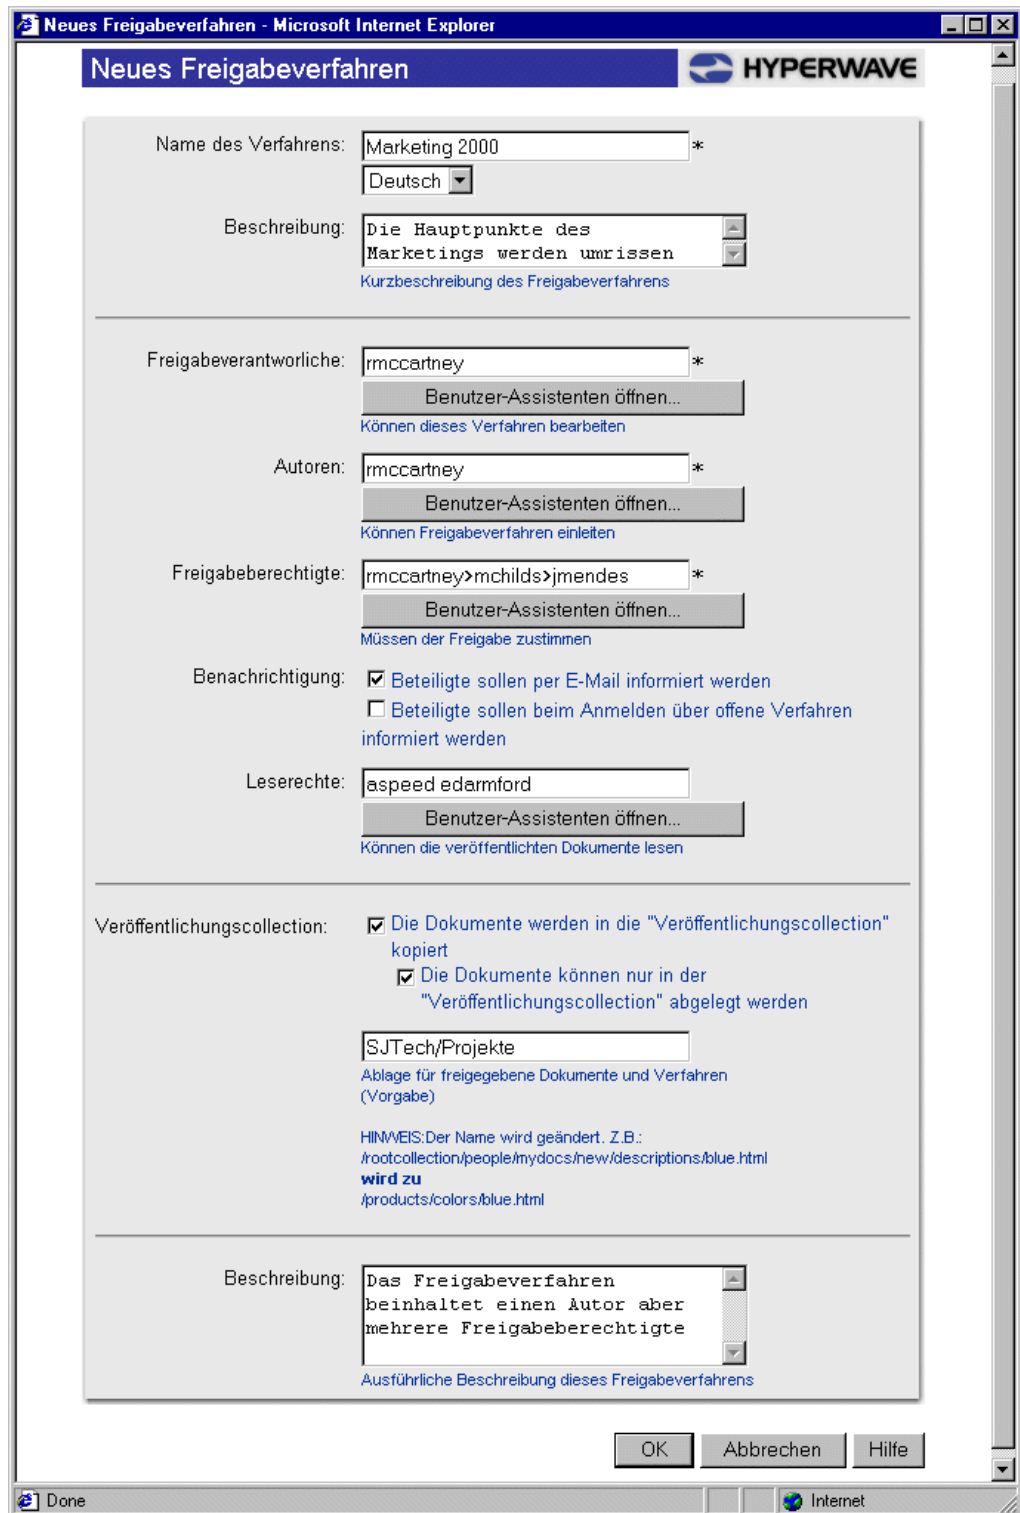 Neues Freigabeverfahren - Microsoft Internet Explorer
Neues Freigabeverfahren
HYPERWAVE
Name des Verfahrens: Marketing 2000 *
Deutsch
Beschreibung: Die Hauptpunkte des
Marketings werden umrissen
Kurzbeschreibung des Freigabeverfahrens
Freigabeverantworliche: rmccartney *
Benutzer-Assistenten öffnen...
Können dieses Verfahren bearbeiten
Autoren: rmccartney *
Benutzer-Assistenten öffnen...
Können Freigabeverfahren einleiten
Freigabeberechtigte: rmccartney>mchilds>jmendes *
Benutzer-Assistenten öffnen...
Müssen der Freigabe zustimmen
Benachrichtigung: Beteiligte sollen per E-Mail informiert werden
Beteiligte sollen beim Anmelden über offene Verfahren
informiert werden
Leserechte: aspeed edarmford
Benutzer-Assistenten öffnen...
Können die veröffentlichten Dokumente lesen
Veröffentlichungscollection: Die Dokumente werden in die "Veröffentlichungscollection"
kopiert
Die Dokumente können nur in der
"Veröffentlichungscollection" abgelegt werden
SJTech/Projekte
Ablage für freigegebene Dokumente und Verfahren
(Vorgabe)
HINWEIS:Der Name wird geändert. Z.B.:
/rootcollection/people/mydocs/new/descriptions/blue.html
wird zu
/products/colors/blue.html
Beschreibung: Das Freigabeverfahren
beinhaltet einen Autor aber
mehrere Freigabeberechtigte
Ausführliche Beschreibung dieses Freigabeverfahrens
OK Abbrechen Hilfe
Done Internet